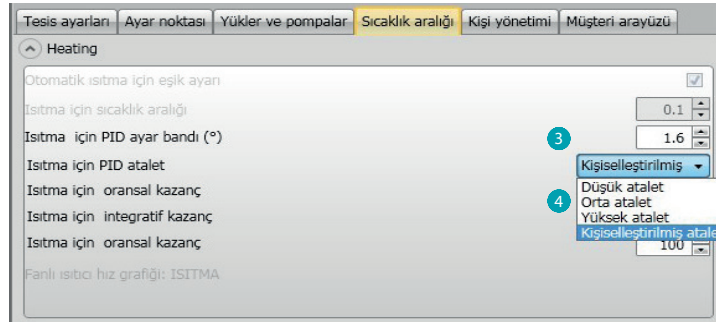 Tesis ayarları Ayar noktası Yükler ve pompalar Sıcaklık aralığı Kişi yönetimi Müşteri arayüzü
Heating
Otomatik ısıtma için eşik ayarı
Isıtma için sıcaklık aralığı 0.1
Isıtma için PID ayar bandı (°) 3 1.6
Isıtma için PID atalet Kişiselleştirilmiş
Isıtma için oransal kazanç Düşük atalet
4 Orta atalet
Isıtma için integratif kazanç Yüksek atalet
Kişiselleştirilmiş atale
Isıtma için oransal kazanç 100
Fanlı ısıtıcı hız grafiği: ISITMA